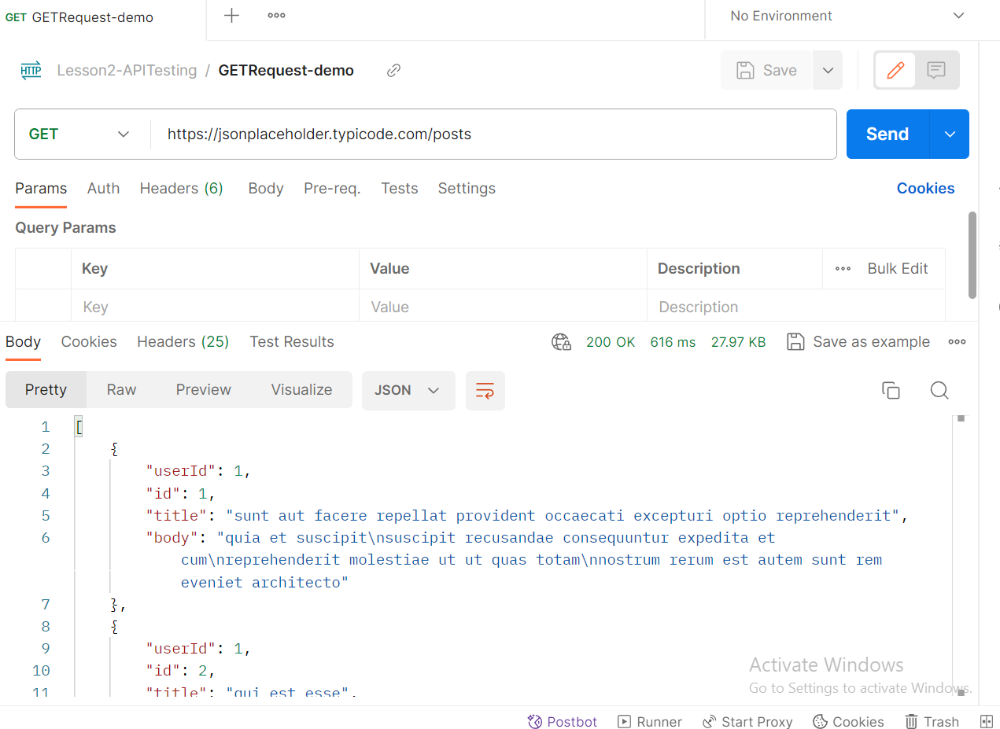 GET GETRequest-demo
No Environment
HTTP Lesson2-APITesting / GETRequest-demo
Save
GET https://jsonplaceholder.typicode.com/posts Send
Params Auth Headers (6) Body Pre-req. Tests Settings Cookies
Query Params
Key Value Description Bulk Edit
Key Value Description
Body Cookies Headers (25) Test Results 200 OK 616 ms 27.97 KB Save as example
Pretty Raw Preview Visualize JSON
1 [
2 {
3 "userId": 1,
4 "id": 1,
5 "title": "sunt aut facere repellat provident occaecati excepturi optio reprehenderit",
6 "body": "quia et suscipit\nsuscipit recusandae consequuntur expedita et
cum\nreprehenderit molestiae ut ut quas totam\nnostrum rerum est autem sunt rem
eveniet architecto"
7 },
8 {
9 "userId": 1,
10 "id": 2,
11 "title": "qui est esse",
Activate Windows
Go to Settings to activate Windows.
Postbot Runner Start Proxy Cookies Trash